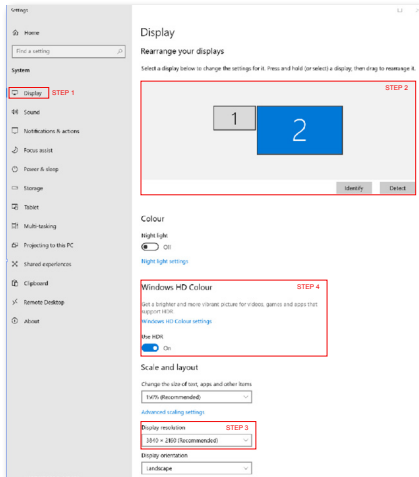 Settings
Home
Find a setting
System
Display STEP 1
Sound
Notifications & actions
Focus assist
Power & sleep
Storage
Tablet
Multi-tasking
Projecting to this PC
Shared experiences
Clipboard
Remote Desktop
About
Display
Rearrange your displays
Select a display below to change the settings for it. Press and hold (or select) a display, then drag to rearrange it.
STEP 2
1 2
Identify Detect
Colour
Night light
Off
Night light settings
Windows HD Colour STEP 4
Get a brighter and more vibrant picture for videos, games and apps that
support HDR.
Windows HD Colour settings
Use HDR
On
Scale and layout
Change the size of text, apps and other items
150% (Recommended)
Advanced scaling settings
Display resolution STEP 3
3840 × 2160 (Recommended)
Display orientation
Landscape